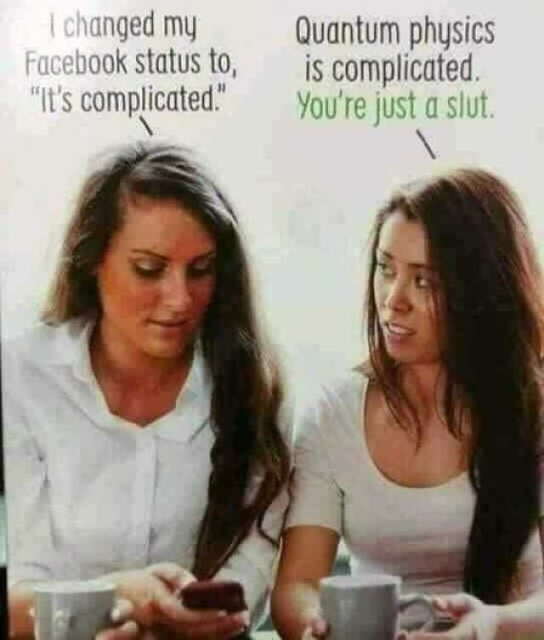 I changed my
Facebook status to,
"It's complicated."
Quantum physics
is complicated.
You're just a slut.